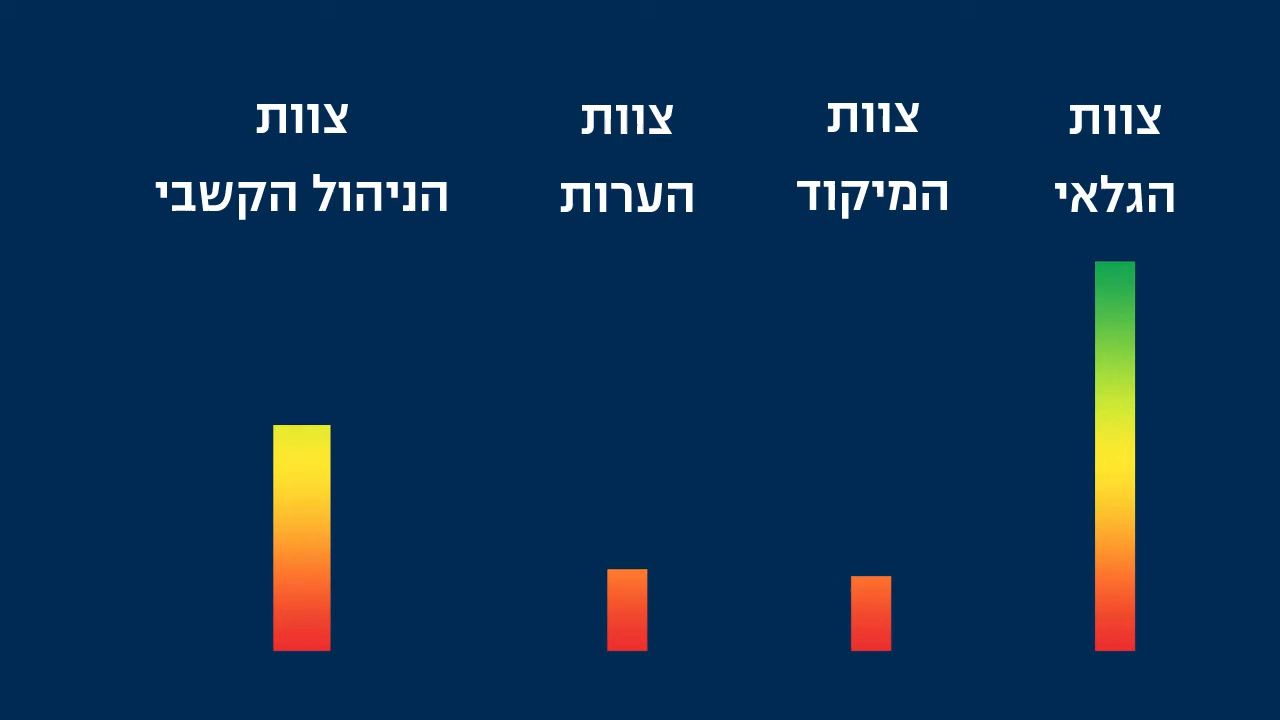 צוות
הגלאי
צוות
המיקוד
צוות
הערות
צוות
הניהול הקשבי